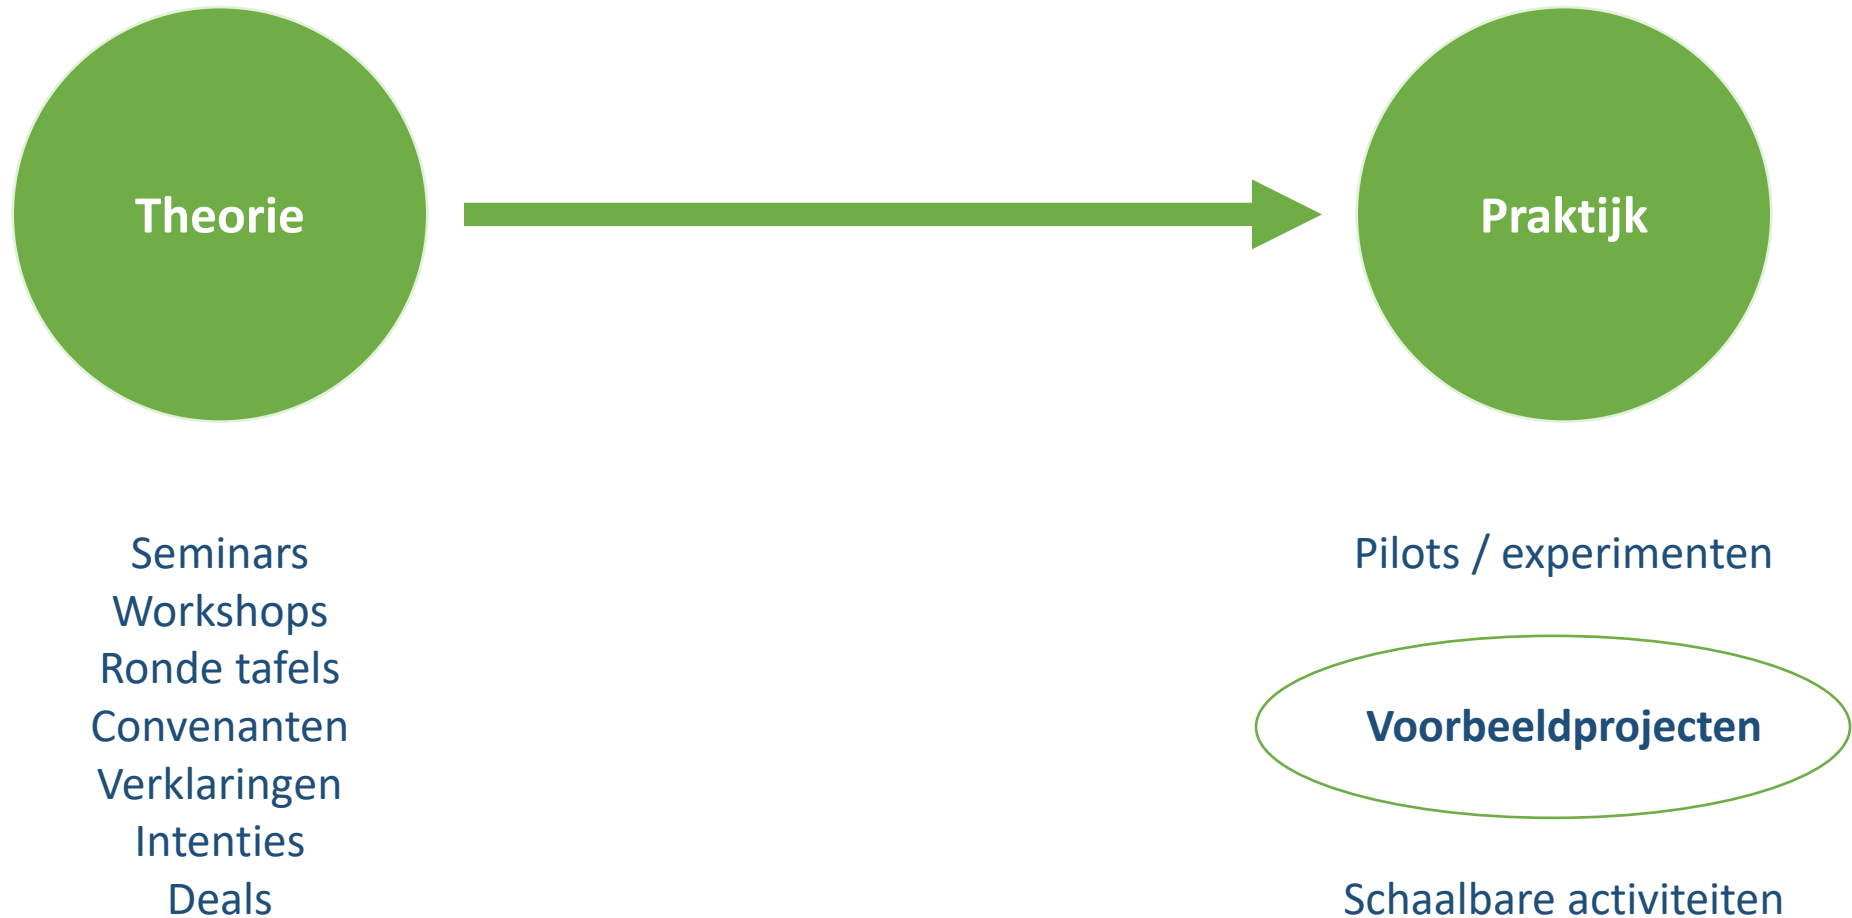 Theorie
Praktijk
Seminars
Workshops
Ronde tafels
Convenanten
Verklaringen
Intenties
Deals
Pilots / experimenten
Voorbeeldprojecten
Schaalbare activiteiten